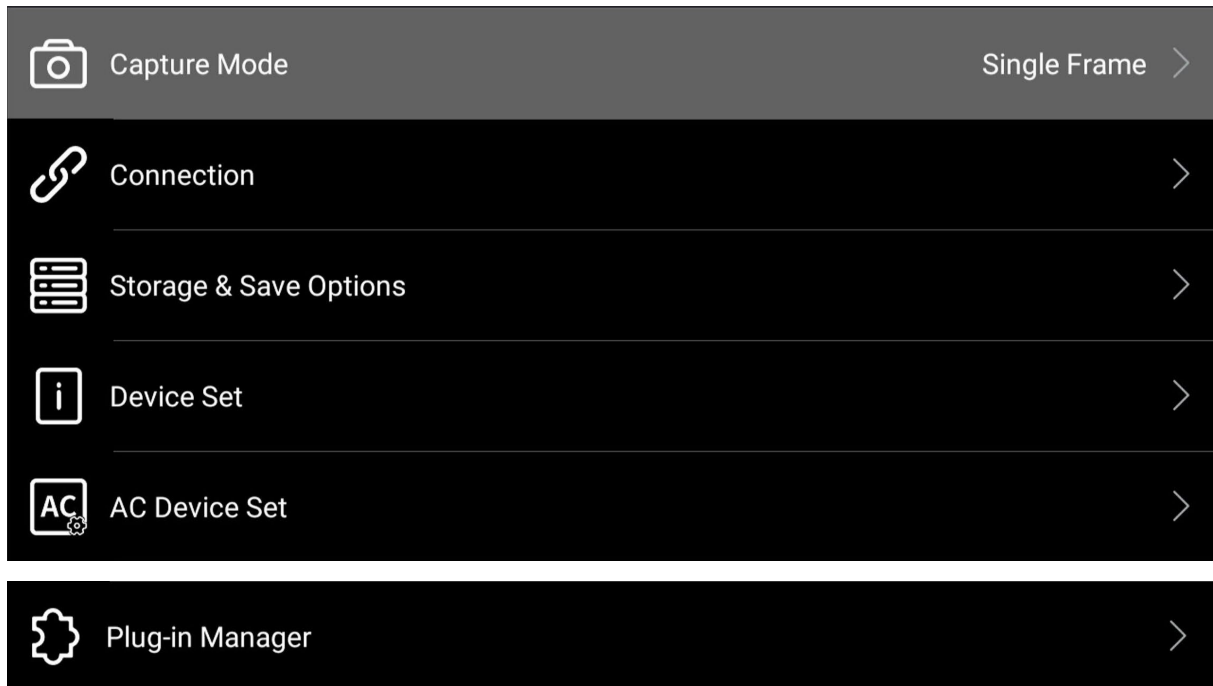 Capture Mode Single Frame
Connection
Storage & Save Options
i Device Set
AC AC Device Set
Plug-in Manager